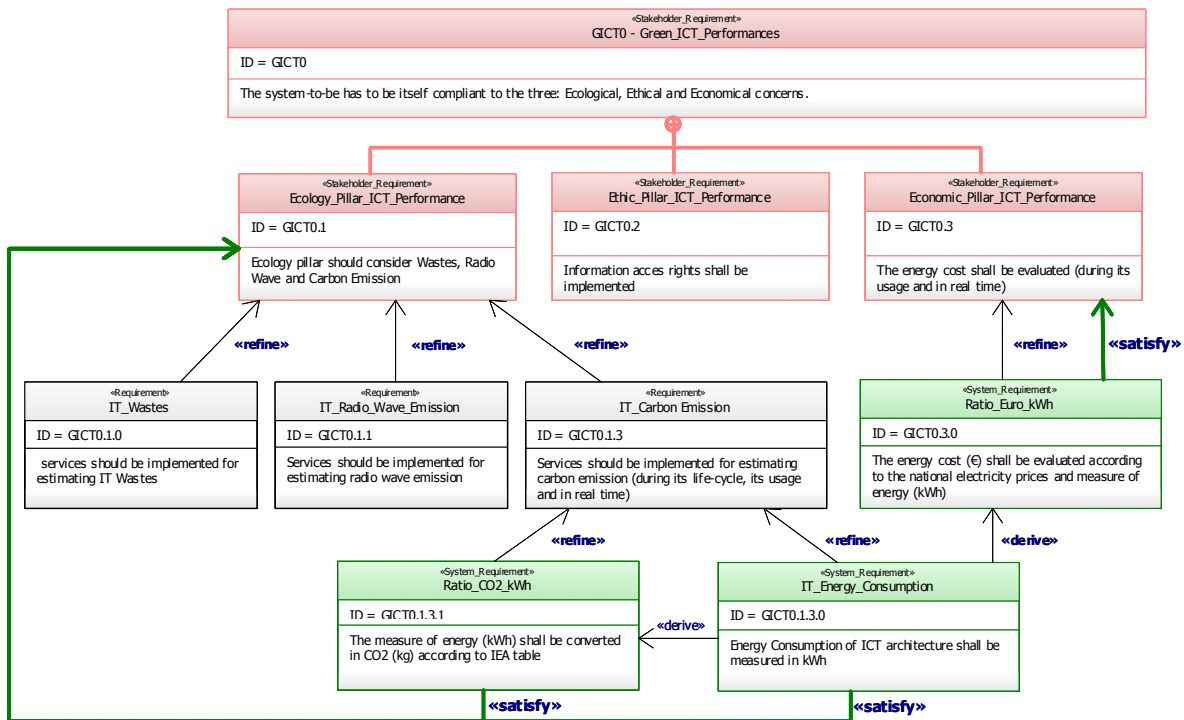 «Stakeholder_Requirement»
GICT0 - Green_ICT_Performances
ID = GICT0
The system-to-be has to be itself compliant to the three: Ecological, Ethical and Economical concerns.
«Stakeholder_Requirement»
Ecology_Pillar_ICT_Performance
ID = GICT0.1
Ecology pillar should consider Wastes, Radio
Wave and Carbon Emission
«Stakeholder_Requirement»
Ethic_Pillar_ICT_Performance
ID = GICT0.2
Information acces rights shall be
implemented
«Stakeholder_Requirement»
Economic_Pillar_ICT_Performance
ID = GICT0.3
The energy cost shall be evaluated (during its
usage and in real time)
«refine»
«refine»
«refine»
«refine»
«satisfy»
«Requirement»
IT_Wastes
ID = GICT0.1.0
services should be implemented for
estimating IT Wastes
«Requirement»
IT_Radio_Wave_Emission
ID = GICT0.1.1
Services should be implemented for
estimating radio wave emission
«Requirement»
IT_Carbon Emission
ID = GICT0.1.3
Services should be implemented for estimating
carbon emission (during its life-cycle, its usage
and in real time)
«System_Requirement»
Ratio_Euro_kWh
ID = GICT0.3.0
The energy cost (€) shall be evaluated according
to the national electricity prices and measure of
energy (kWh)
«refine»
«refine»
«derive»
«System_Requirement»
Ratio_CO2_kWh
ID = GICT0.1.3.1
The measure of energy (kWh) shall be converted
in CO2 (kg) according to IEA table
«derive»
«System_Requirement»
IT_Energy_Consumption
ID = GICT0.1.3.0
Energy Consumption of ICT architecture shall be
measured in kWh
«satisfy»
«satisfy»